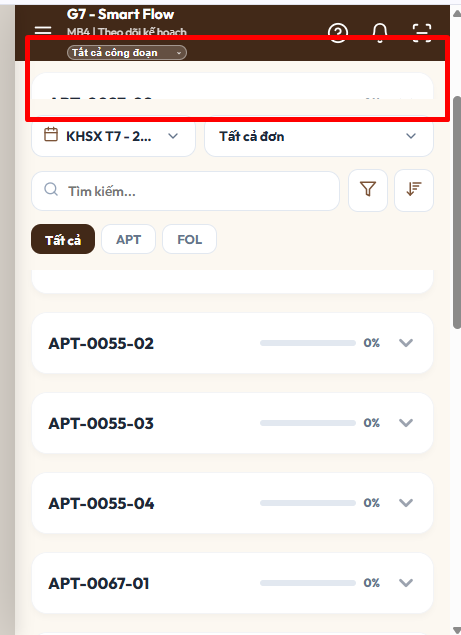 G7 - Smart Flow
MB4 | Theo dõi kế hoạch
Tất cả công đoạn
KHSX T7 - 2...
Tất cả đơn
Tìm kiếm...
Tất cả APT FOL
APT-0055-02 0%
APT-0055-03 0%
APT-0055-04 0%
APT-0067-01 0%